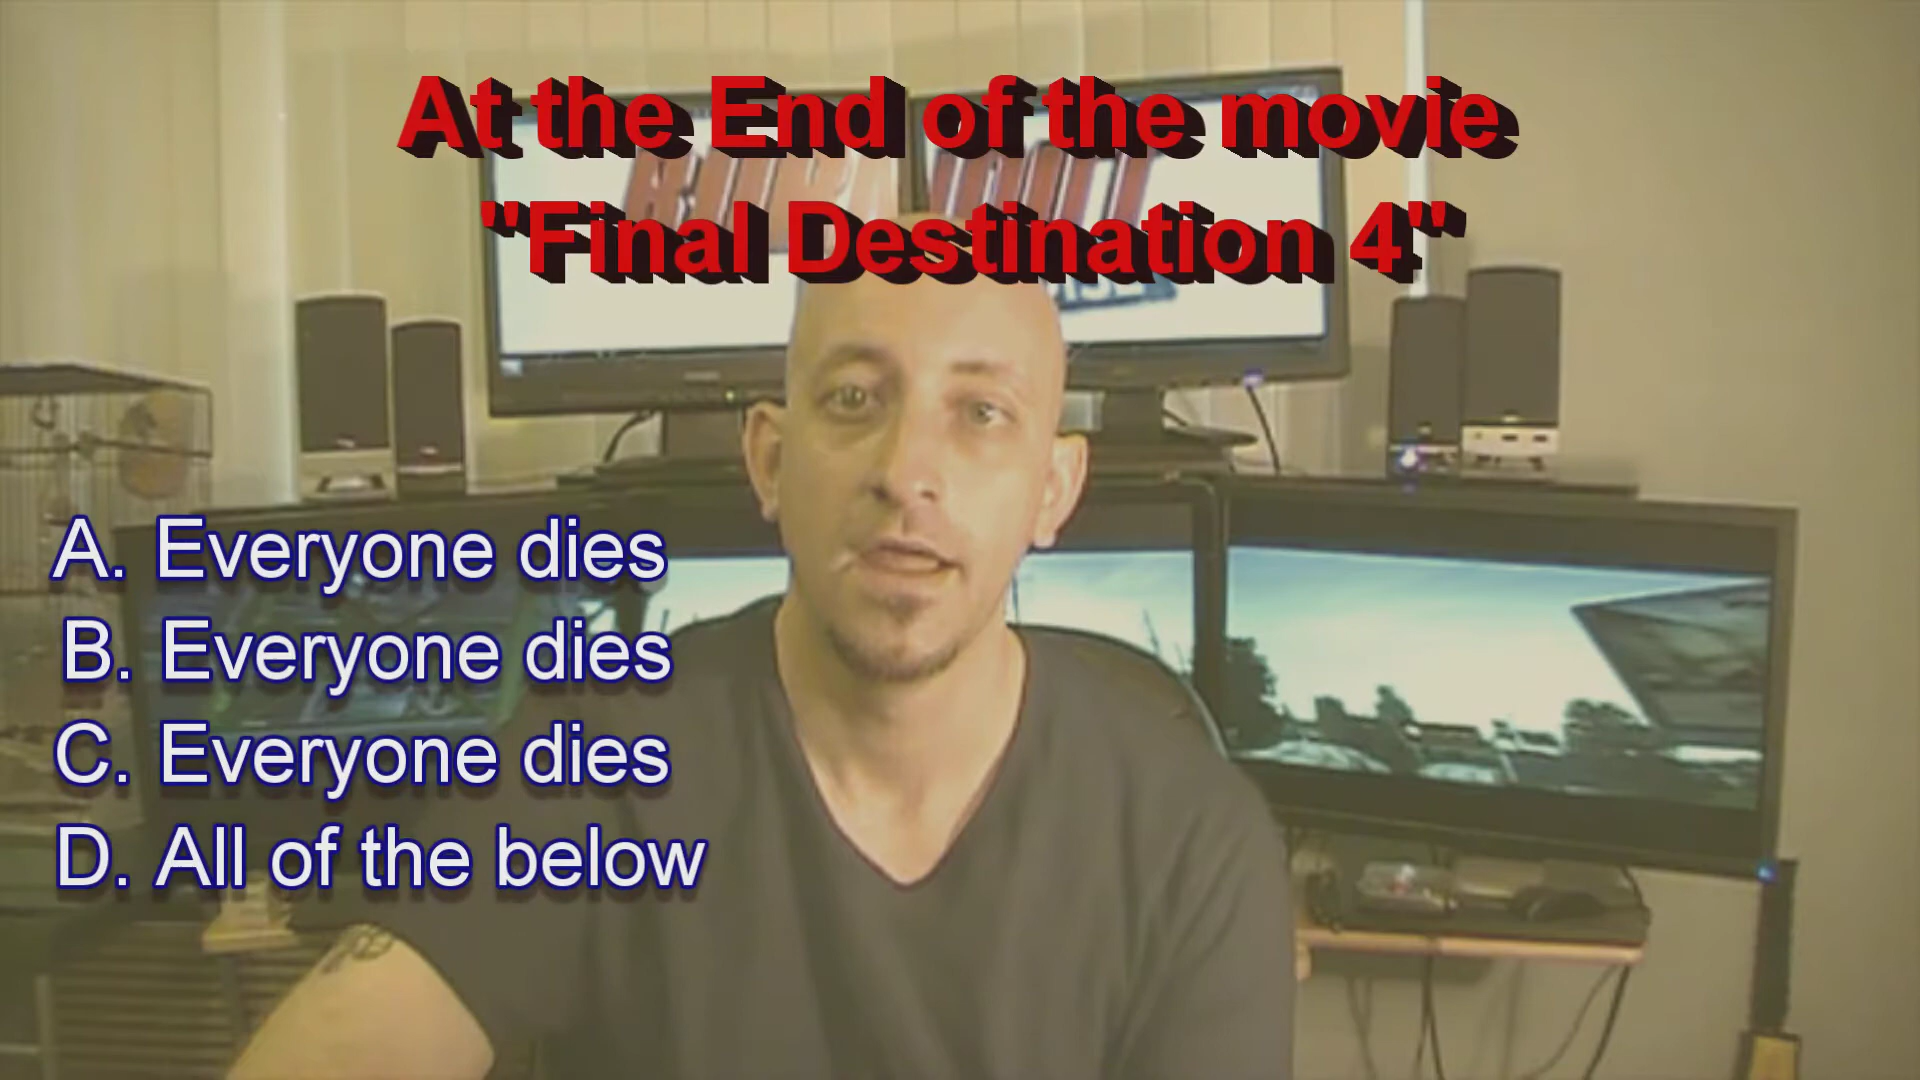 At the End of the movie
"Final Destination 4"
A. Everyone dies
B. Everyone dies
C. Everyone dies
D. All of the below